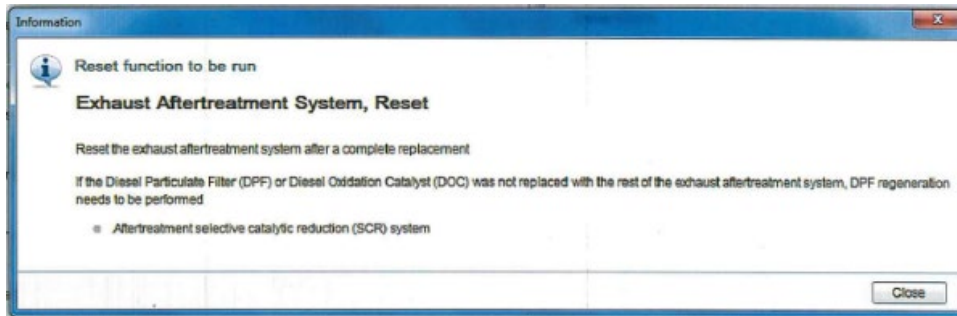 Information
Reset function to be run
Exhaust Aftertreatment System, Reset
Reset the exhaust aftertreatment system after a complete replacement
If the Diesel Particulate Filter (DPF) or Diesel Oxidation Catalyst (DOC) was not replaced with the rest of the exhaust aftertreatment system, DPF regeneration
needs to be performed
Aftertreatment selective catalytic reduction (SCR) system
Close